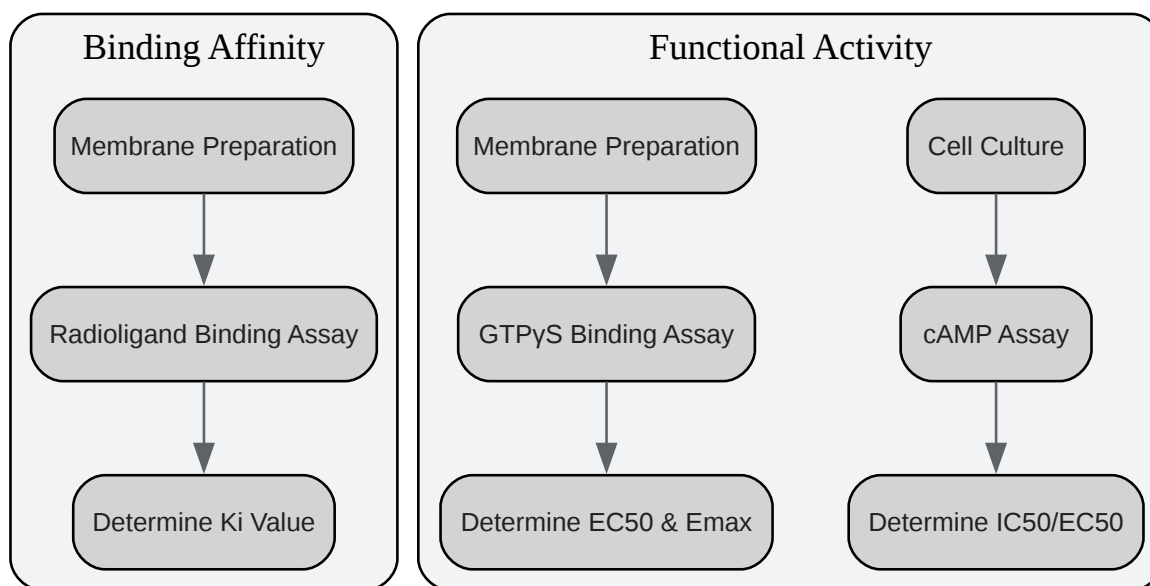 Binding Affinity
Membrane Preparation
Radioligand Binding Assay
Determine Ki Value
Functional Activity
Membrane Preparation
GTPγS Binding Assay
Determine EC50 & Emax
Cell Culture
cAMP Assay
Determine IC50/EC50